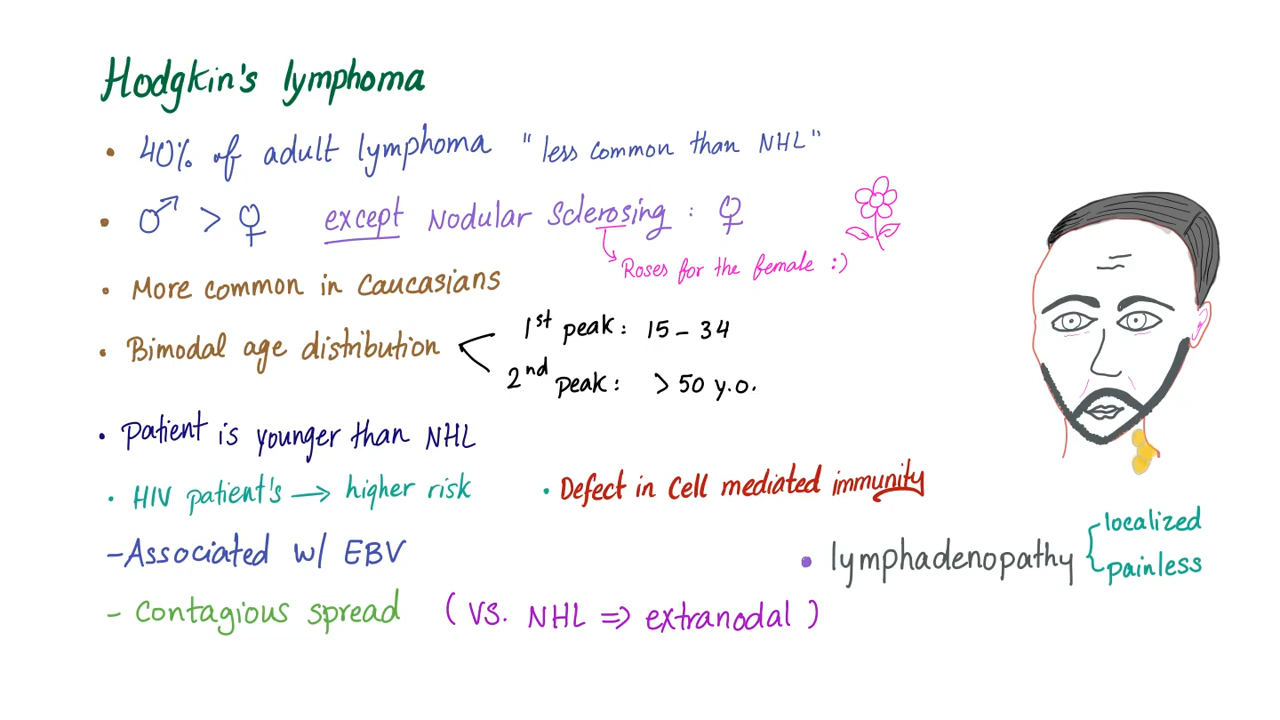 Hodgkin's lymphoma
• 40% of adult lymphoma "less common than NHL"
• ♂ > ♀ except Nodular Sclerosing : ♀
Roses for the female :)
• More common in Caucasians
• Bimodal age distribution
1st peak: 15 - 34
2nd peak: > 50 y.o.
• Patient is younger than NHL
• HIV patient's → higher risk
• Defect in Cell mediated immunity
- Associated w/ EBV
• lymphadenopathy
localized
painless
- Contagious spread (VS. NHL ⇒ extranodal)